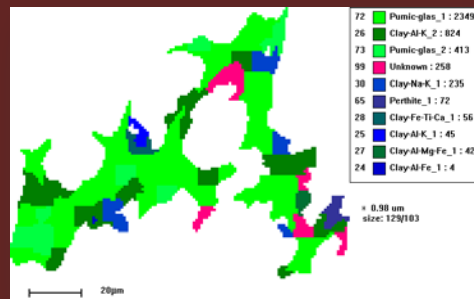 72 Pumic-glas_1 : 2349
26 Clay-Al-K_2 : 824
73 Pumic-glas_2 : 413
99 Unknown : 258
30 Clay-Na-K_1 : 235
65 Perthite_1 : 72
28 Clay-Fe-Ti-Ca_1 : 56
25 Clay-Al-K_1 : 45
27 Clay-Al-Mg-Fe_1 : 42
24 Clay-Al-Fe_1 : 4
* 0.98 um
size: 129/103
20µm